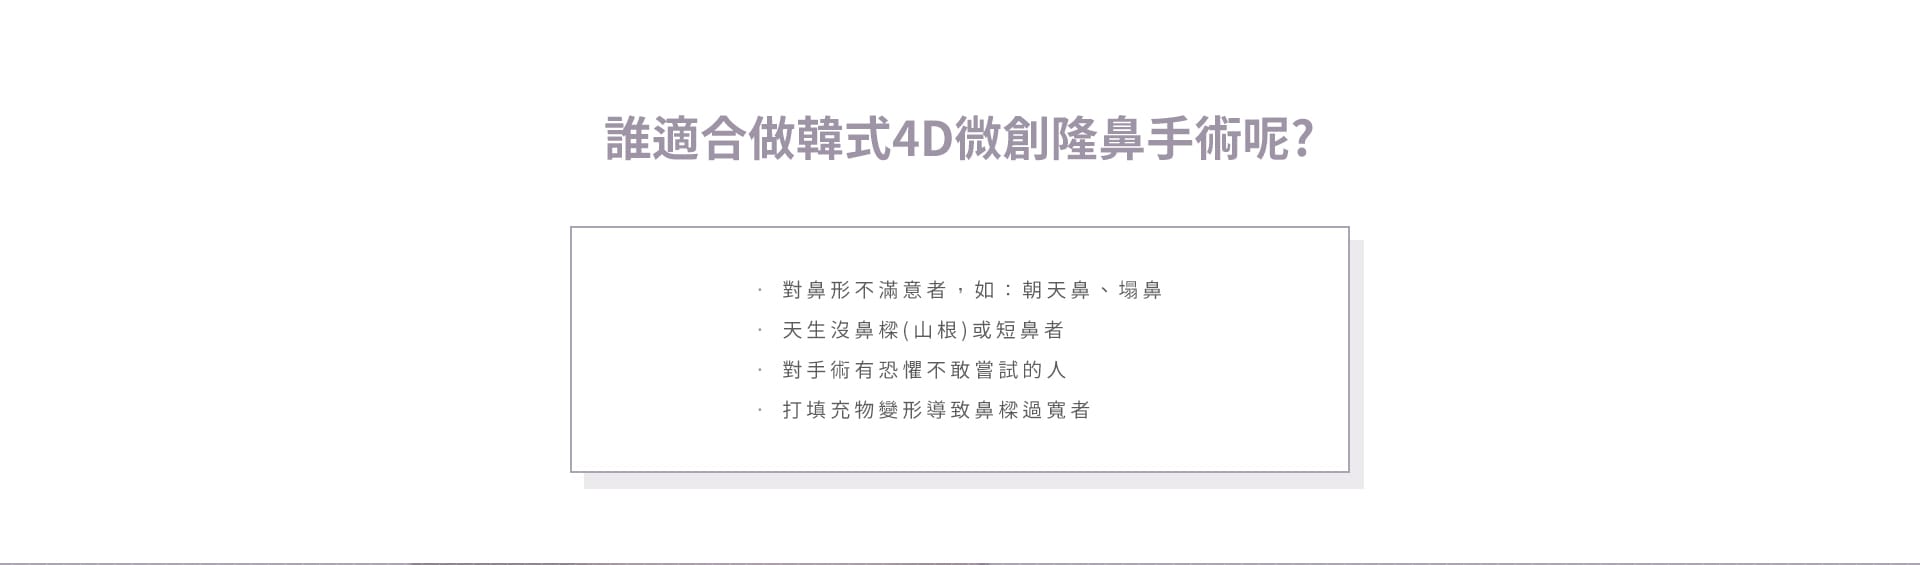 誰適合做韓式4D微創隆鼻手術呢?
· 對鼻形不滿意者，如：朝天鼻、塌鼻
· 天生沒鼻樑(山根)或短鼻者
· 對手術有恐懼不敢嘗試的人
· 打填充物變形導致鼻樑過寬者